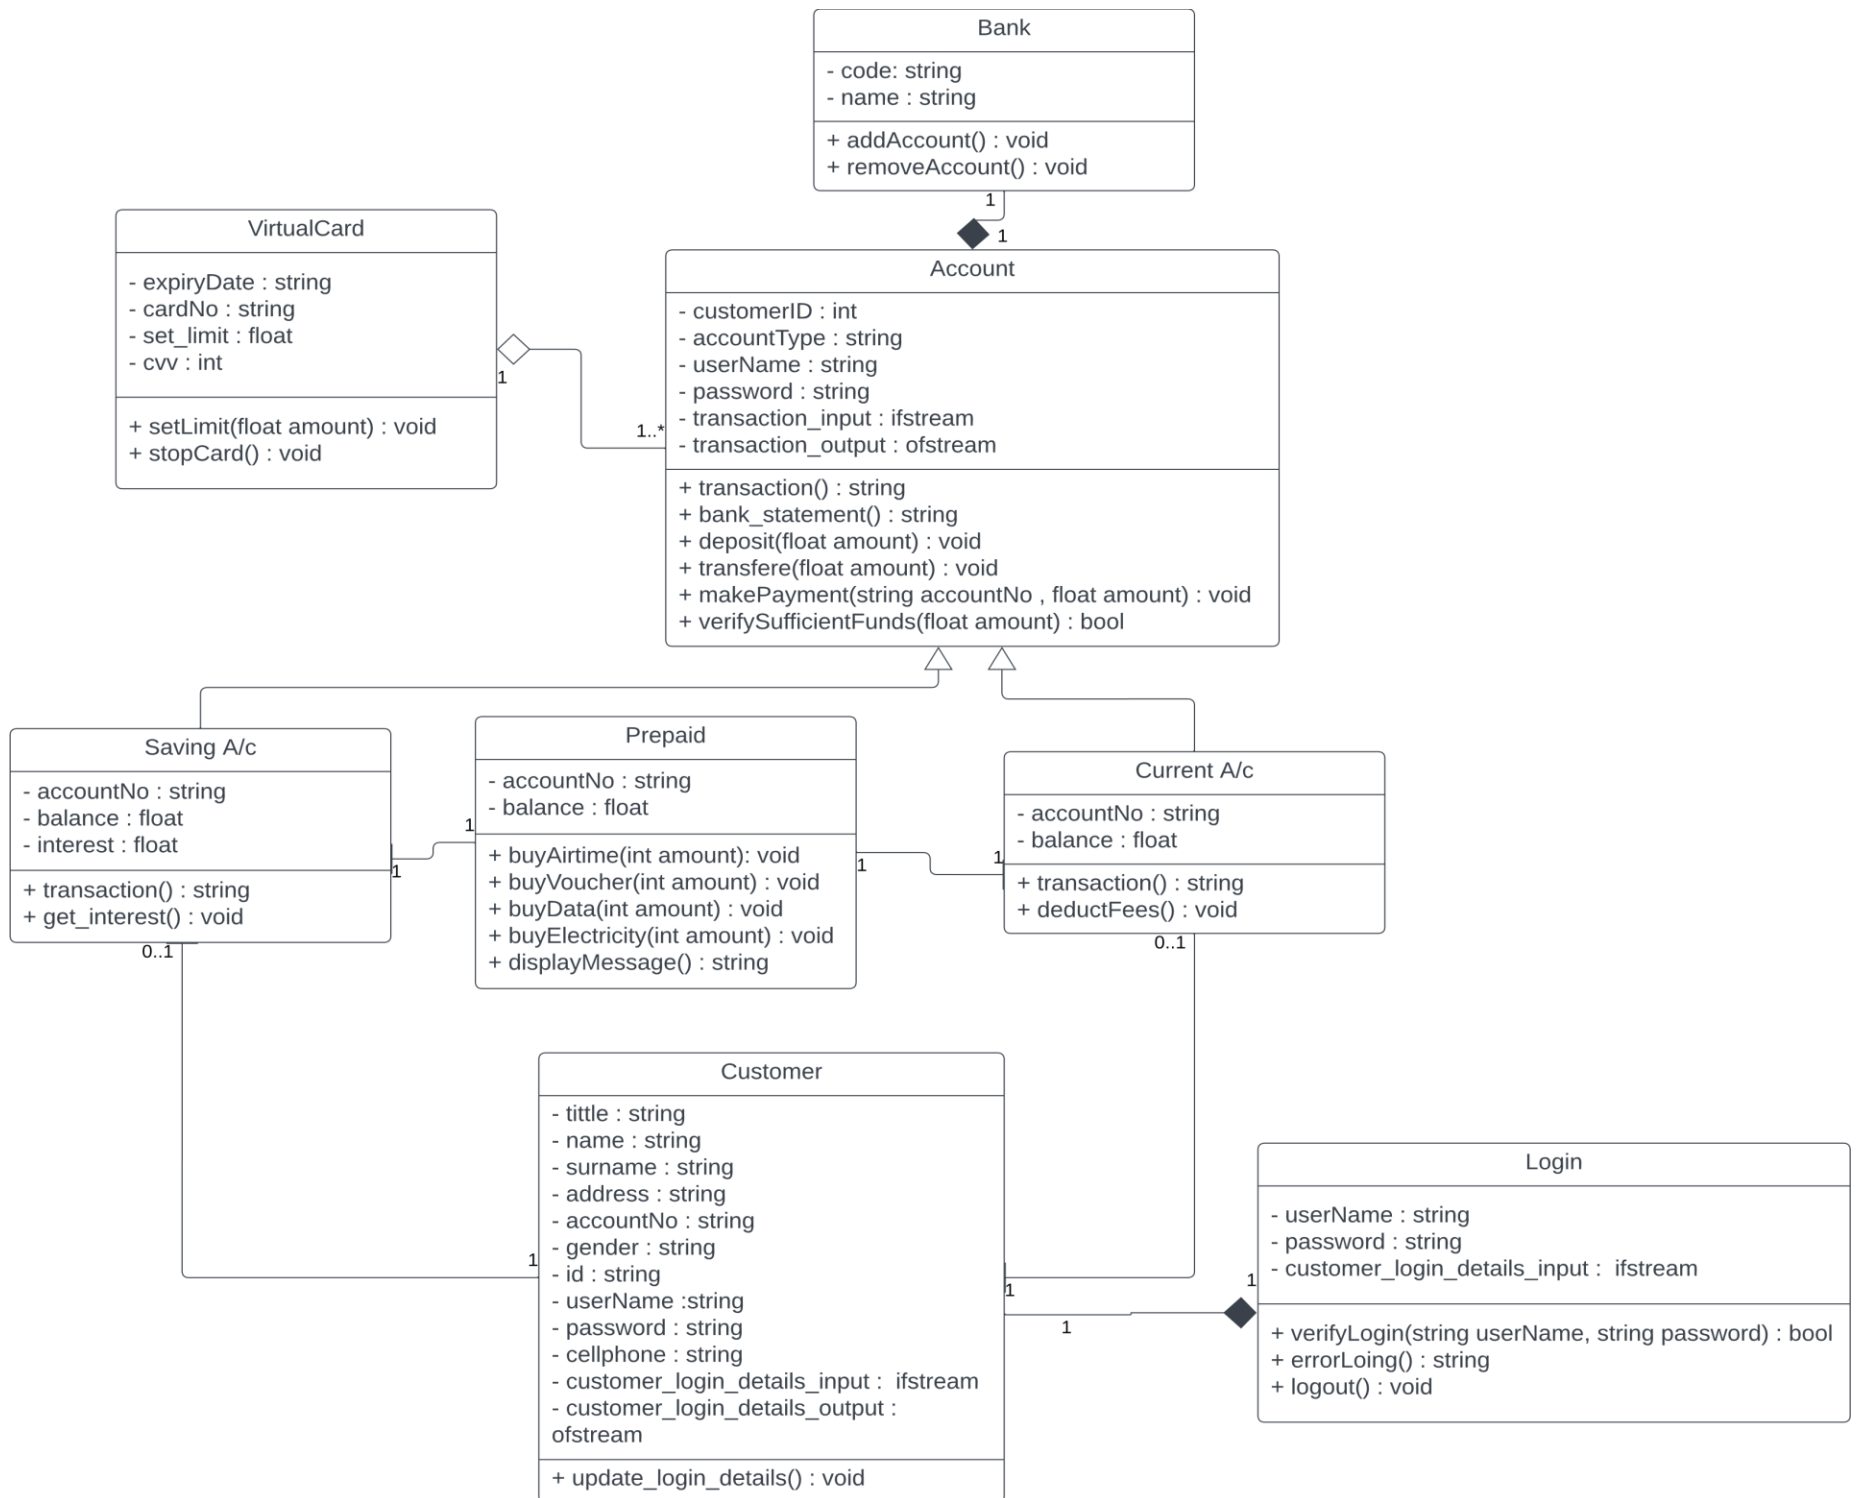 Bank
- code: string
- name : string
+ addAccount() : void
+ removeAccount() : void
1
1
VirtualCard
- expiryDate : string
- cardNo : string
- set_limit : float
- cvv : int
+ setLimit(float amount) : void
+ stopCard() : void
1
1..*
Account
- customerID : int
- accountType : string
- userName : string
- password : string
- transaction_input : ifstream
- transaction_output : ofstream
+ transaction() : string
+ bank_statement() : string
+ deposit(float amount) : void
+ transfere(float amount) : void
+ makePayment(string accountNo , float amount) : void
+ verifySufficientFunds(float amount) : bool
Saving A/c
- accountNo : string
- balance : float
- interest : float
+ transaction() : string
+ get_interest() : void
0..1
1
1
Prepaid
- accountNo : string
- balance : float
+ buyAirtime(int amount): void
+ buyVoucher(int amount) : void
+ buyData(int amount) : void
+ buyElectricity(int amount) : void
+ displayMessage() : string
1
1
Current A/c
- accountNo : string
- balance : float
+ transaction() : string
+ deductFees() : void
0..1
Customer
- tittle : string
- name : string
- surname : string
- address : string
- accountNo : string
- gender : string
- id : string
- userName :string
- password : string
- cellphone : string
- customer_login_details_input :  ifstream
- customer_login_details_output :
ofstream
+ update_login_details() : void
1
1
1
1
Login
- userName : string
- password : string
- customer_login_details_input :  ifstream
+ verifyLogin(string userName, string password) : bool
+ errorLoing() : string
+ logout() : void